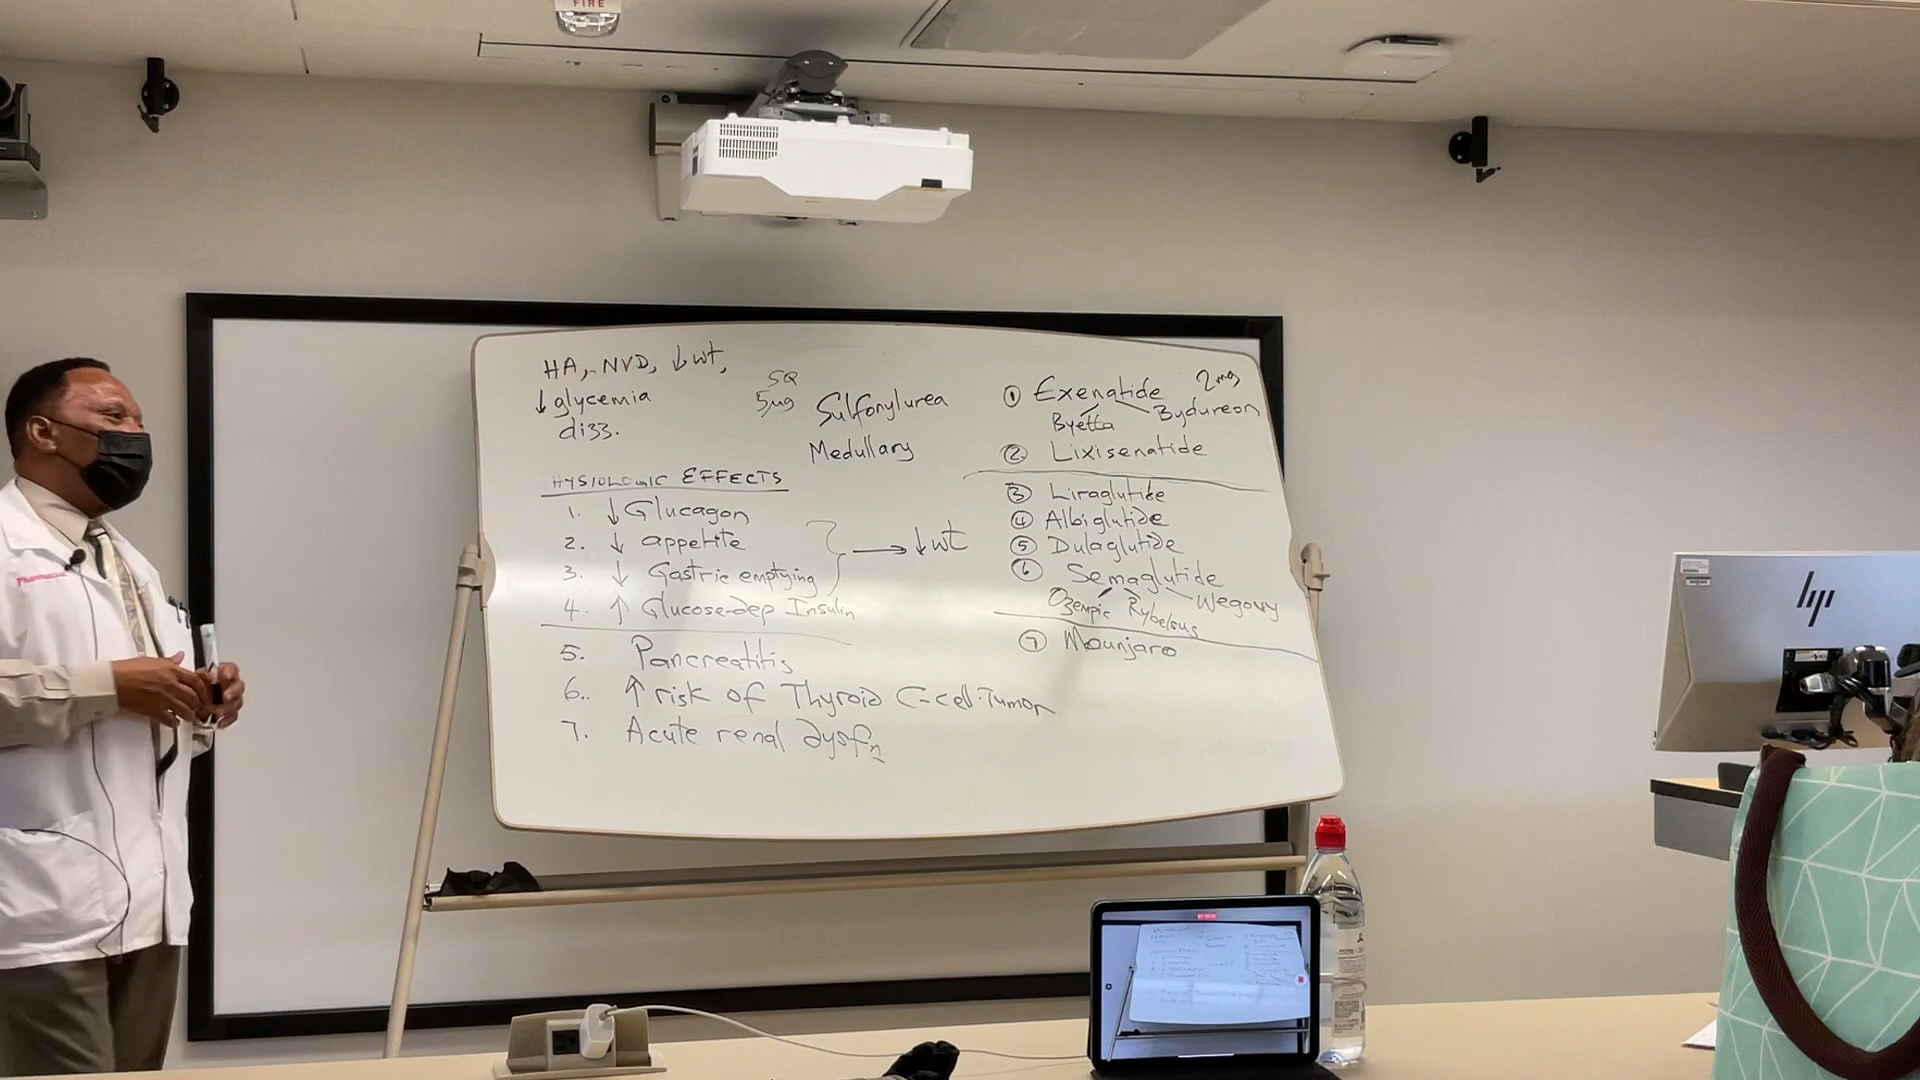 FIRE
HA, NVD, ↓ wt,
↓ glycemia
dizz.
SQ
5µg
Sulfonylurea
Medullary
PHYSIOLOGIC EFFECTS
1. ↓ Glucagon
2. ↓ appetite
3. ↓ Gastric emptying
4. ↑ Glucose-dep Insulin
→ ↓ wt
5. Pancreatitis
6. ↑ risk of Thyroid C-cell Tumor
7. Acute renal dysfn
① Exenatide 2mg
Byetta Bydureon
② Lixisenatide
③ Liraglutide
④ Albiglutide
⑤ Dulaglutide
⑥ Semaglutide
Ozempic Rybelsus Wegovy
⑦ Mounjaro
hp